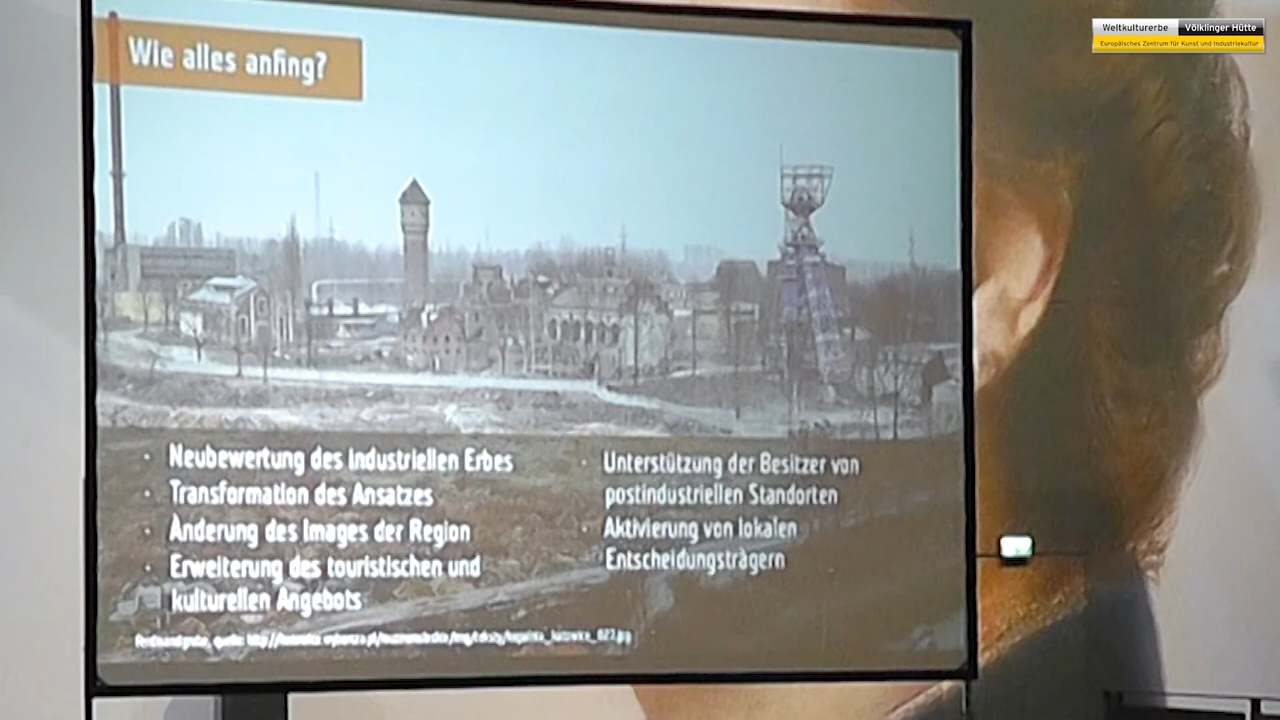 Weltkulturerbe Völklinger Hütte
Europäisches Zentrum für Kunst und Industriekultur
Wie alles anfing?
· Neubewertung des Industriellen Erbes
· Transformation des Ansatzes
· Änderung des Images der Region
· Erweiterung des touristischen und
kulturellen Angebots
· Unterstützung der Besitzer von
postindustriellen Standorten
· Aktivierung von lokalen
Entscheidungsträgern